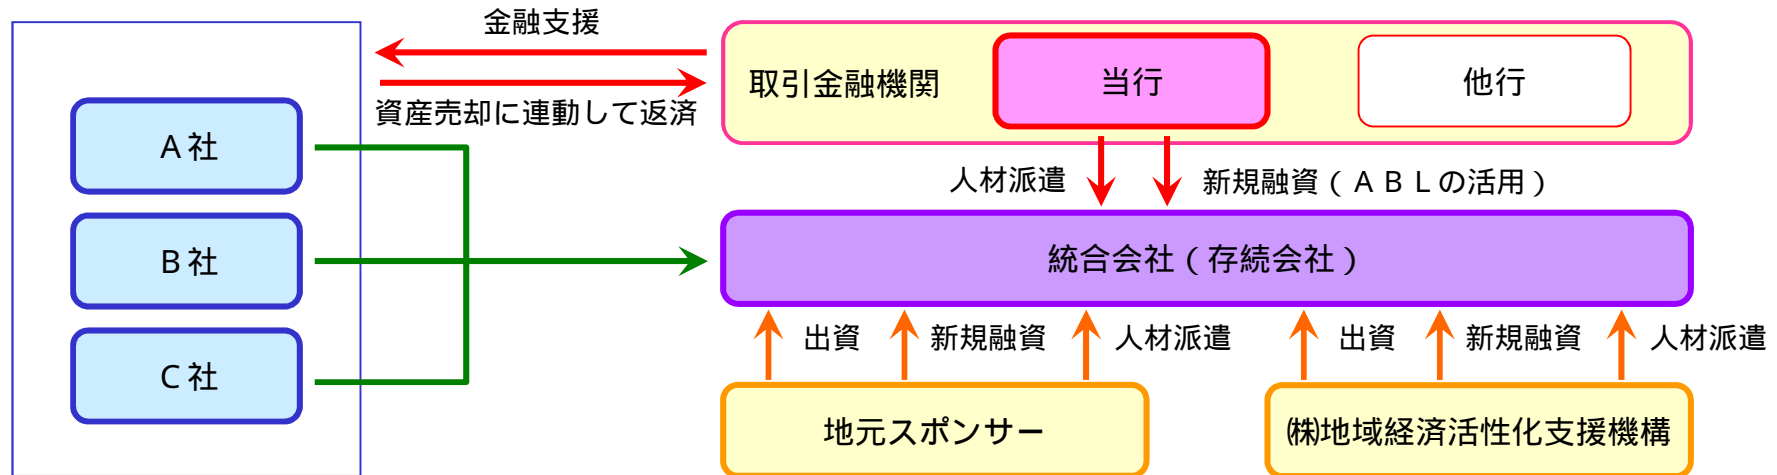 金融支援
資産売却に連動して返済
取引金融機関
当行
他行
A社
B社
C社
人材派遣
新規融資(ABLの活用)
統合会社(存続会社)
出資
新規融資
人材派遣
出資
新規融資
人材派遣
地元スポンサー
㈱地域経済活性化支援機構